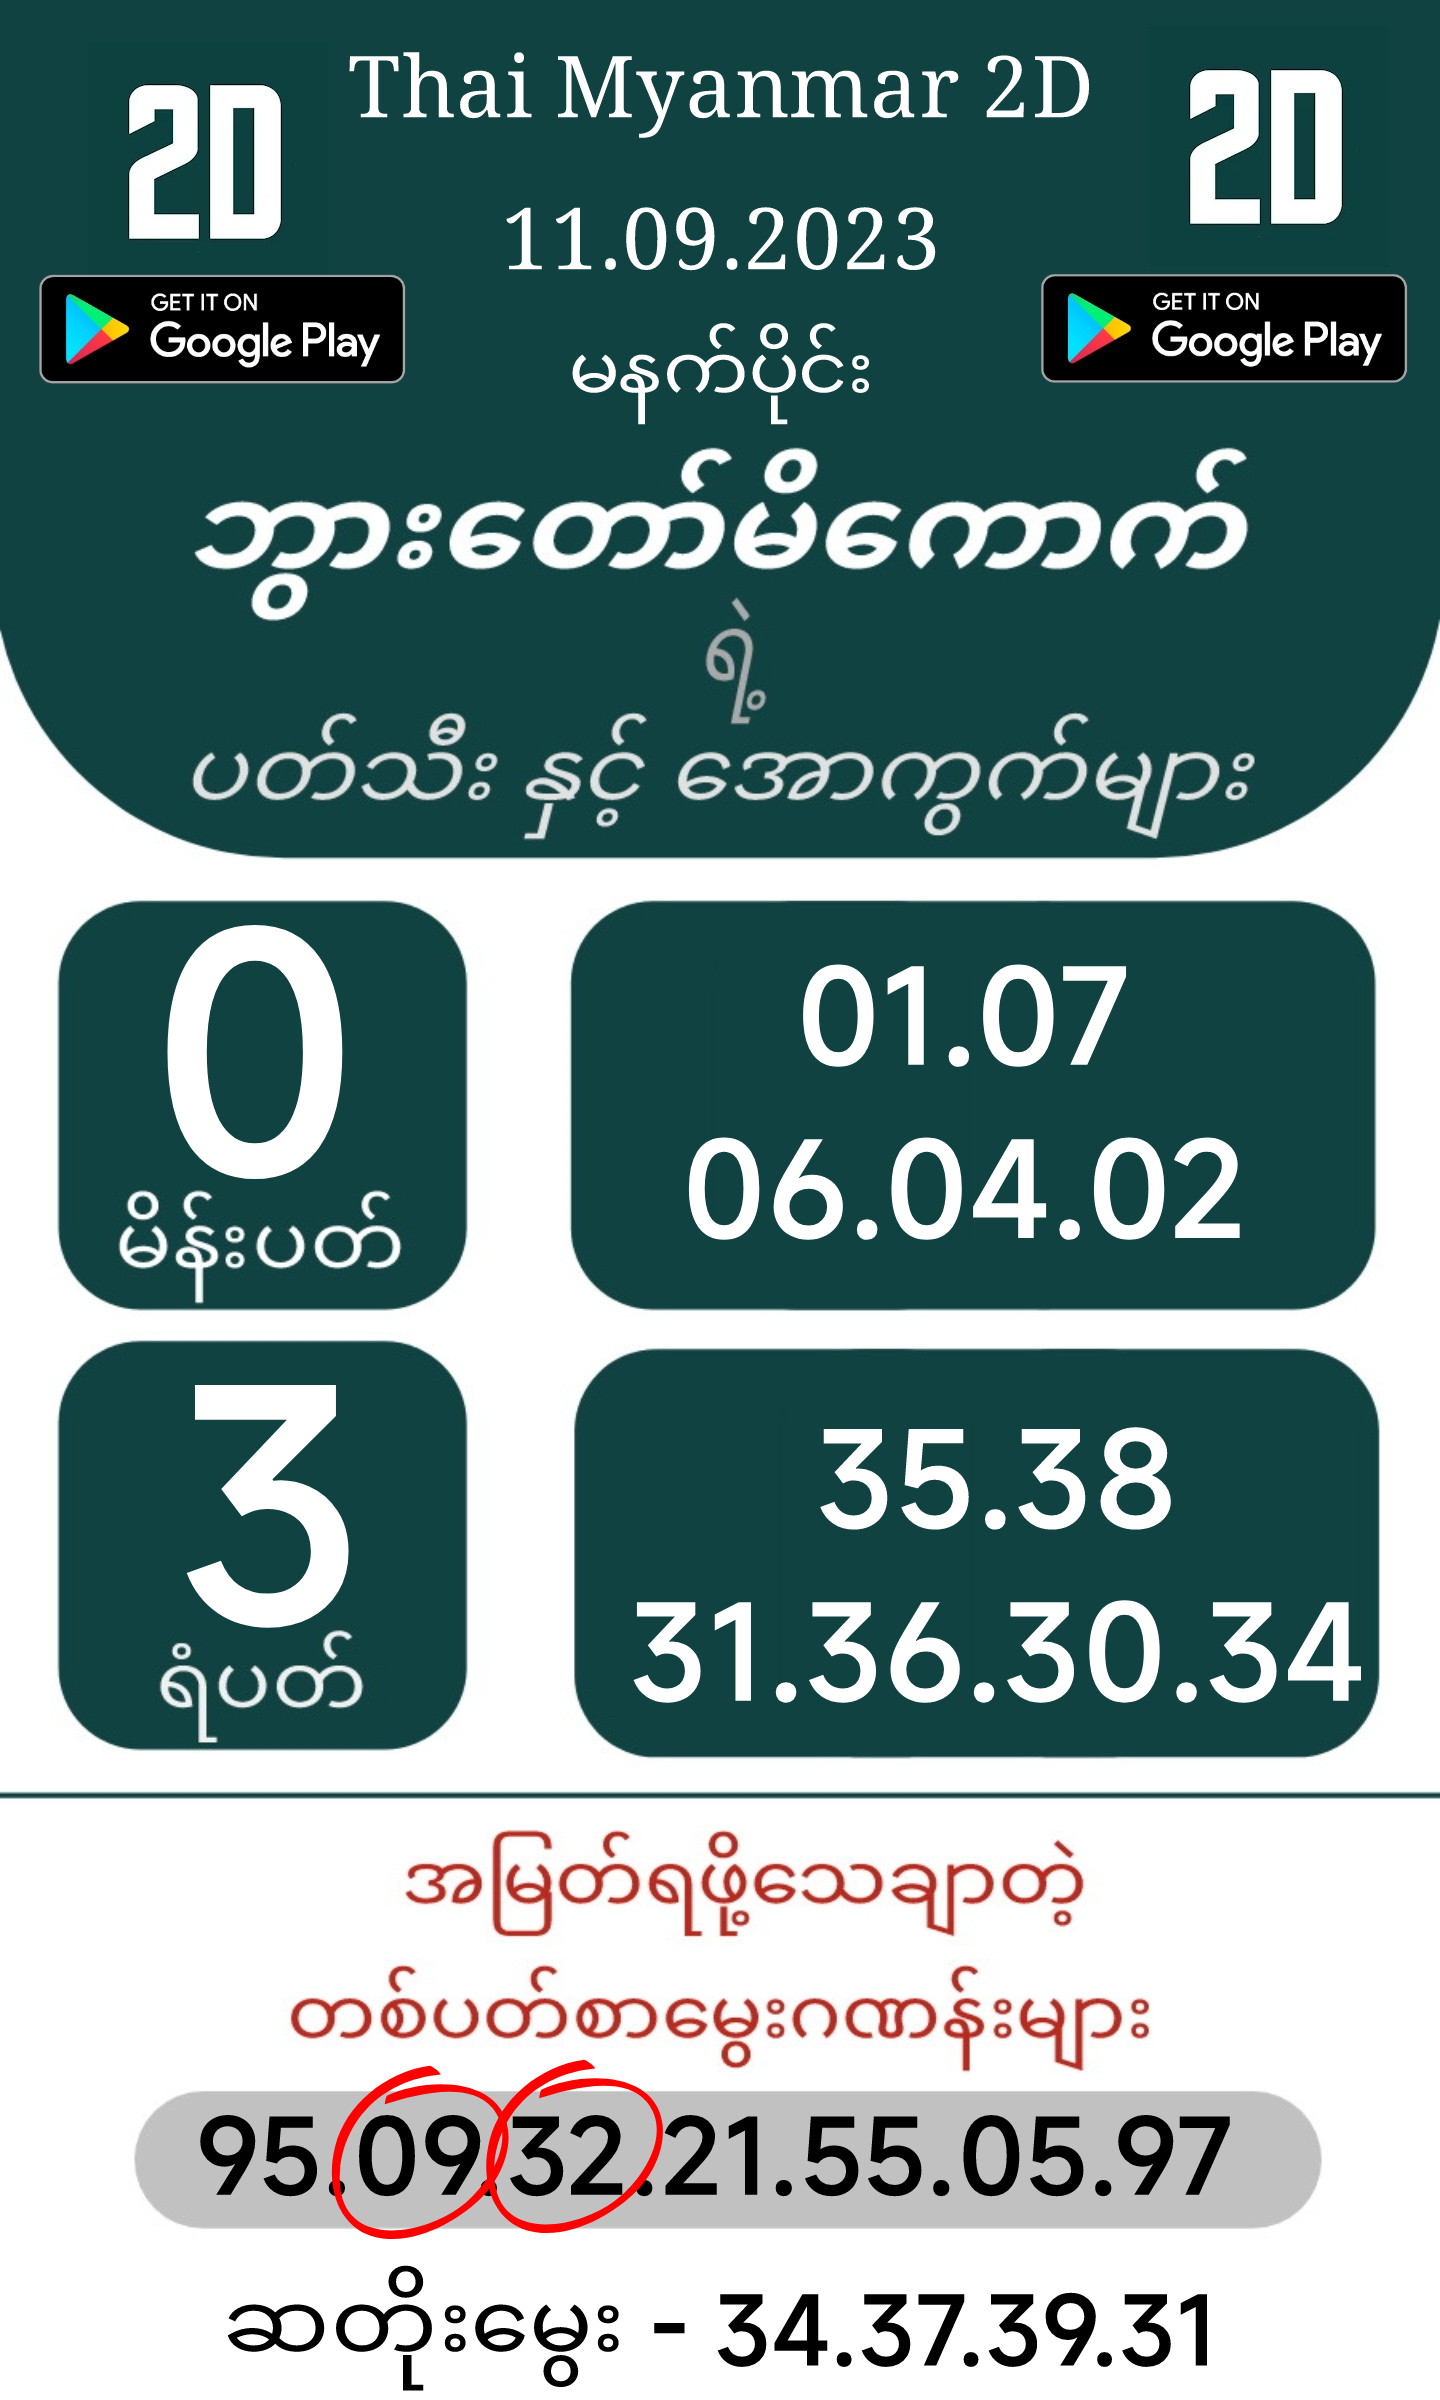 Thai Myanmar 2D
2D
2D
11.09.2023
GET IT ON
Google Play
GET IT ON
Google Play
မနက်ပိုင်း
ဘွားတော်မိကောက်
ရဲ့
ပတ်သီး နှင့် အောကွက်များ
0
မိန်းပတ်
01.07
06.04.02
3
ရံပတ်
35.38
31.36.30.34
အမြတ်ရဖို့သေချာတဲ့
တစ်ပတ်စာမွေးဂဏန်းများ
95.09.32.21.55.05.97
ဆတိုးမွေး - 34.37.39.31